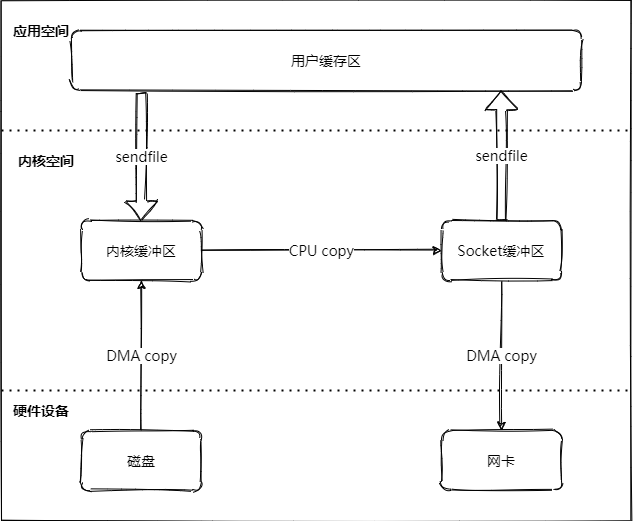 应用空间
用户缓存区
sendfile
sendfile
内核空间
内核缓冲区
CPU copy
Socket缓冲区
DMA copy
DMA copy
硬件设备
磁盘
网卡